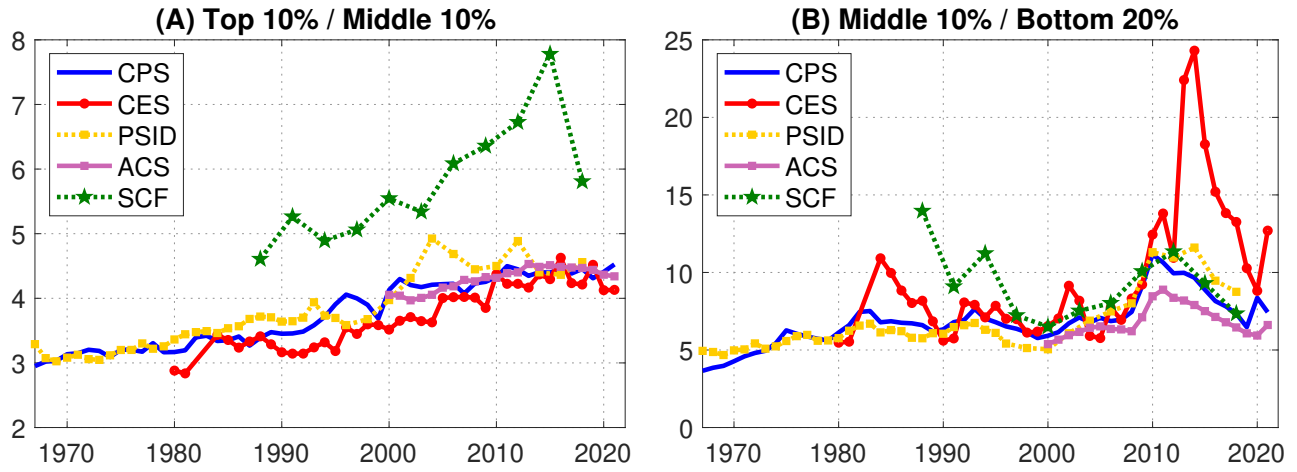 (A) Top 10% / Middle 10%
8
7
6
5
4
3
2
1970
1980
1990
2000
2010
2020
CPS
CES
PSID
ACS
SCF
(B) Middle 10% / Bottom 20%
25
20
15
10
5
0
1970
1980
1990
2000
2010
2020
CPS
CES
PSID
ACS
SCF